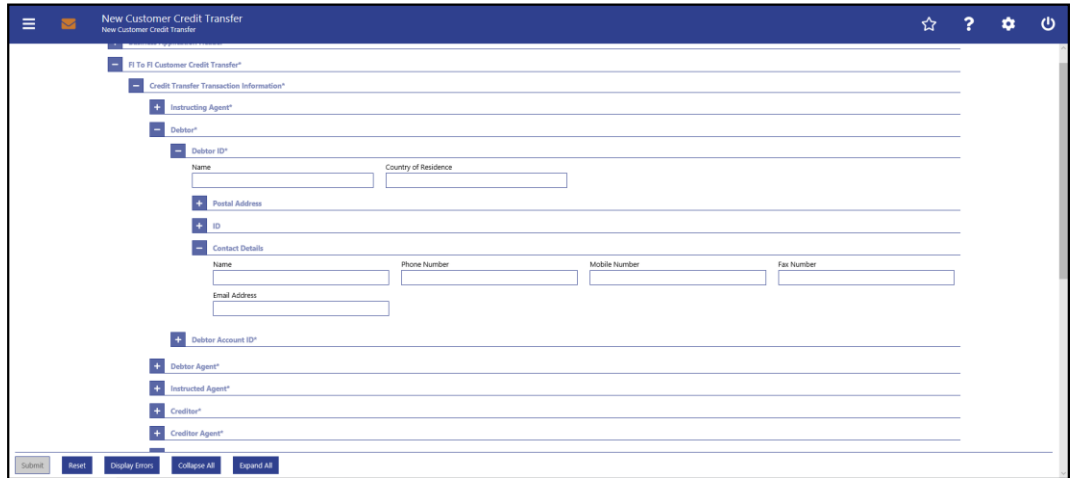 New Customer Credit Transfer
New Customer Credit Transfer
FI To FI Customer Credit Transfer*
Credit Transfer Transaction Information*
Instructing Agent*
Debtor*
Debtor ID*
Name Country of Residence
Postal Address
ID
Contact Details
Name Phone Number Mobile Number Fax Number
Email Address
Debtor Account ID*
Debtor Agent*
Instructed Agent*
Creditor*
Creditor Agent*
Submit Reset Display Errors Collapse All Expand All